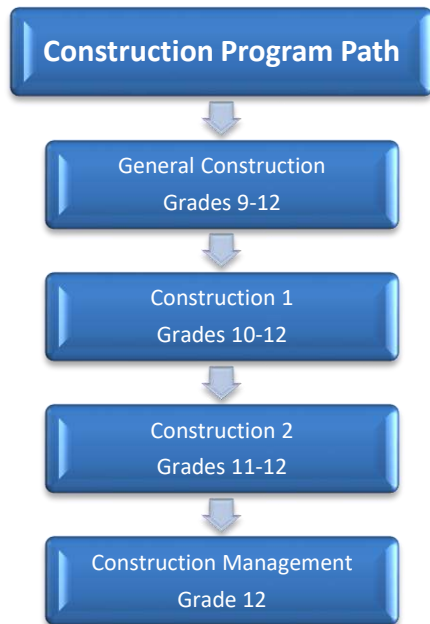 Construction Program Path
General Construction
Grades 9-12
Construction 1
Grades 10-12
Construction 2
Grades 11-12
Construction Management
Grade 12